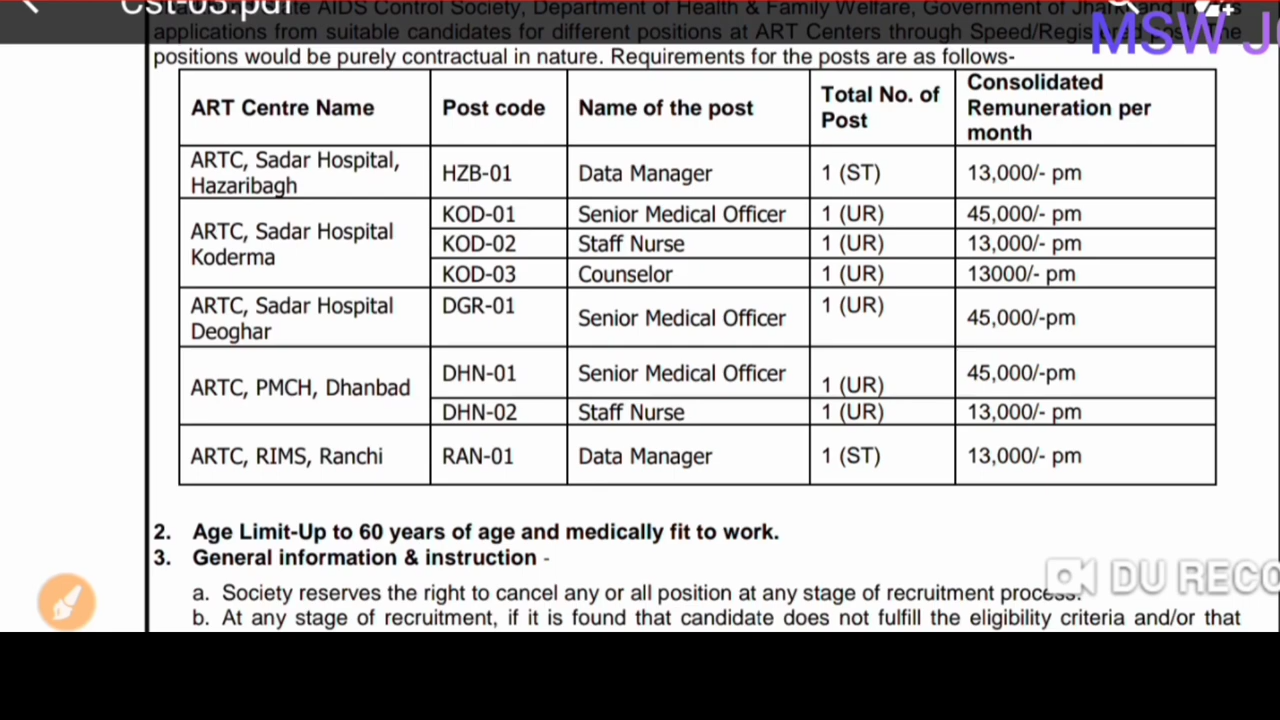 Cst-03.pdf
AIDS Control Society, Department of Health & Family Welfare, Government of
applications from suitable candidates for different positions at ART Centers through
MSW
positions would be purely contractual in nature. Requirements for the posts are as follows-
ART Centre Name Post code Name of the post Total No. of Post Consolidated Remuneration per month
ARTC, Sadar Hospital, Hazaribagh HZB-01 Data Manager 1 (ST) 13,000/- pm
ARTC, Sadar Hospital Koderma KOD-01 Senior Medical Officer 1 (UR) 45,000/- pm
KOD-02 Staff Nurse 1 (UR) 13,000/- pm
KOD-03 Counselor 1 (UR) 13000/- pm
ARTC, Sadar Hospital Deoghar DGR-01 Senior Medical Officer 1 (UR) 45,000/-pm
ARTC, PMCH, Dhanbad DHN-01 Senior Medical Officer 1 (UR) 45,000/-pm
DHN-02 Staff Nurse 1 (UR) 13,000/- pm
ARTC, RIMS, Ranchi RAN-01 Data Manager 1 (ST) 13,000/- pm
2. Age Limit-Up to 60 years of age and medically fit to work.
3. General information & instruction -
DU RECO
a. Society reserves the right to cancel any or all position at any stage of recruitment process.
b. At any stage of recruitment, if it is found that candidate does not fulfill the eligibility criteria and/or that